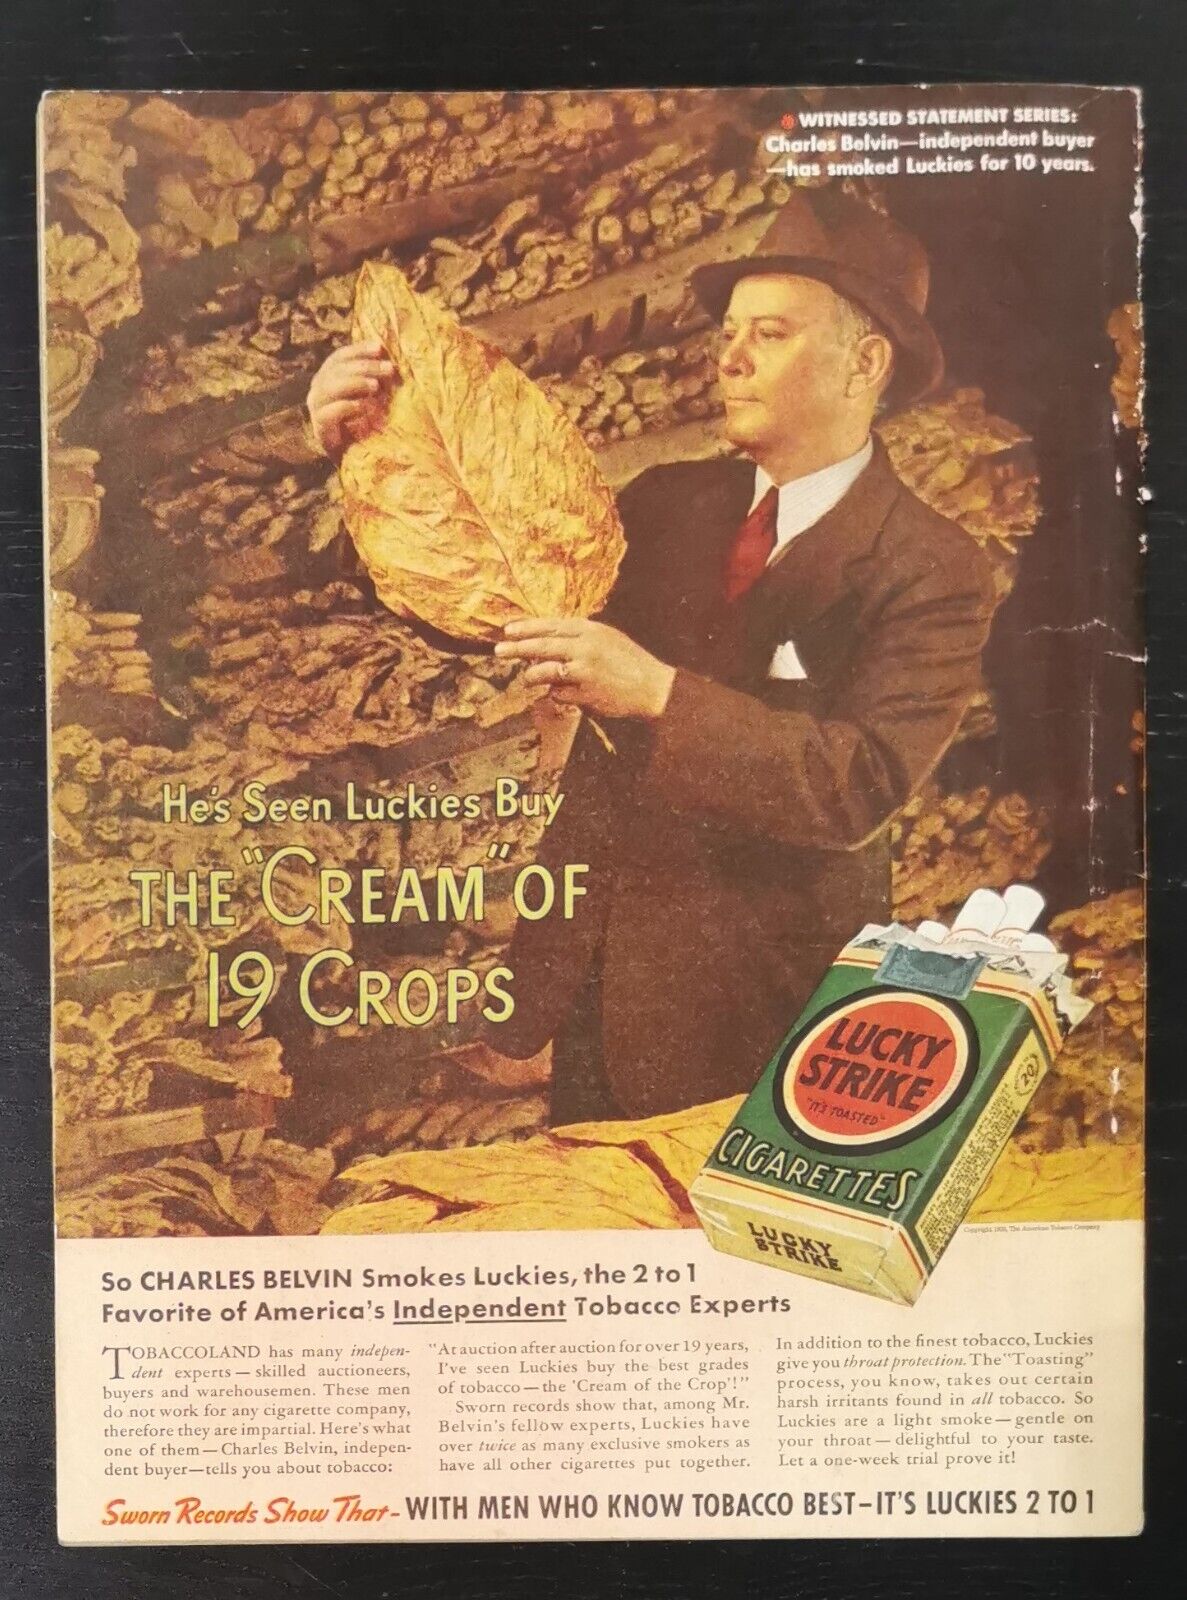 WITNESSED STATEMENT SERIES:
Charles Belvin—independent buyer
—has smoked Luckies for 10 years.
He's Seen Luckies Buy
THE "CREAM" OF
19 CROPS
LUCKY
STRIKE
"IT'S TOASTED"
CIGARETTES
LUCKY
STRIKE
20
The American Tobacco Company
So CHARLES BELVIN Smokes Luckies, the 2 to 1
Favorite of America's Independent Tobacco Experts
TOBACCOLAND has many indepen-
dent experts—skilled auctioneers,
buyers and warehousemen. These men
do not work for any cigarette company,
therefore they are impartial. Here's what
one of them—Charles Belvin, indepen-
dent buyer—tells you about tobacco:
"At auction after auction for over 19 years,
I've seen Luckies buy the best grades
of tobacco—the 'Cream of the Crop'!"
Sworn records show that, among Mr.
Belvin's fellow experts, Luckies have
over twice as many exclusive smokers as
have all other cigarettes put together.
In addition to the finest tobacco, Luckies
give you throat protection. The "Toasting"
process, you know, takes out certain
harsh irritants found in all tobacco. So
Luckies are a light smoke—gentle on
your throat—delightful to your taste.
Let a one-week trial prove it!
Sworn Records Show That- WITH MEN WHO KNOW TOBACCO BEST-IT'S LUCKIES 2 TO 1